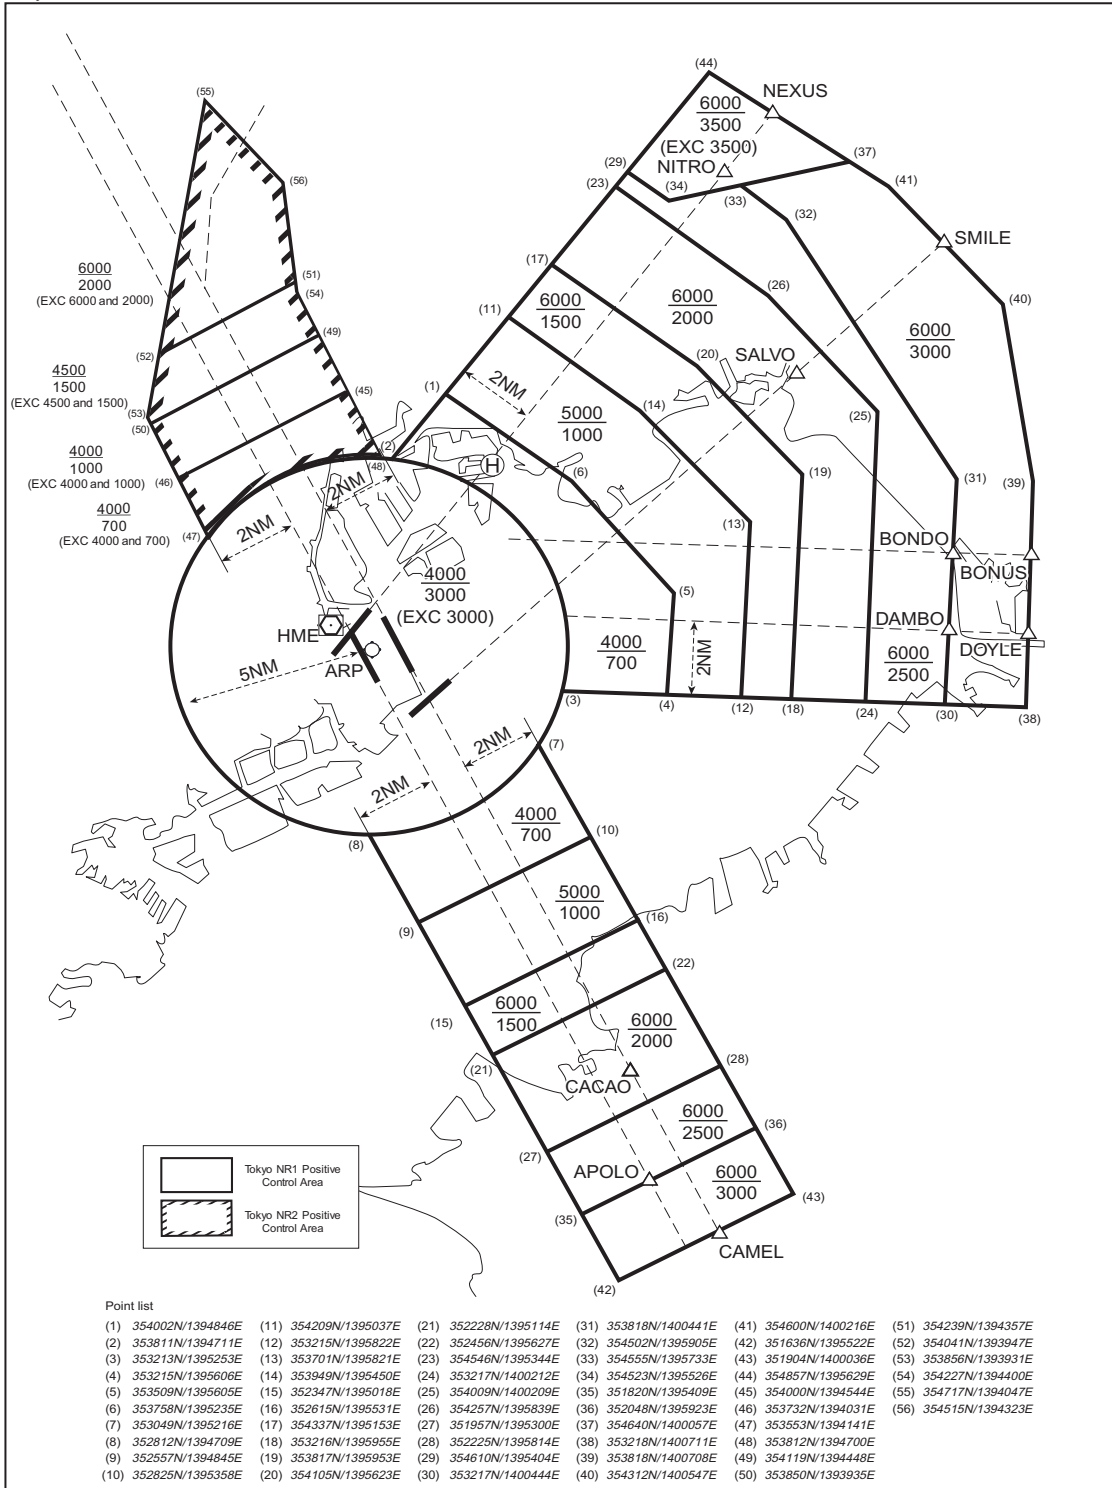 (44)
NEXUS
6000
3500
(EXC 3500)
NITRO
(55)
(29)
(23)
(34)
(33)
(37)
(41)
(32)
(56)
SMILE
(17)
6000
2000
(EXC 6000 and 2000)
(51)
(54)
(26)
(40)
(11)
6000
1500
6000
2000
(49)
6000
3000
(52)
(20)
SALVO
4500
1500
(EXC 4500 and 1500)
(1)
2NM
(45)
(53)
(50)
5000
1000
(14)
(25)
4000
1000
(EXC 4000 and 1000)
(2)
(48)
H
(6)
(19)
(46)
2NM
(31)
(39)
4000
700
(EXC 4000 and 700)
(47)
2NM
(13)
BONDO
BONUS
4000
3000
(EXC 3000)
(5)
HME
ARP
DAMBO
DOYLE
4000
700
2NM
6000
2500
5NM
(3)
(4)
(12)
(18)
(24)
(30)
(38)
2NM
(7)
2NM
4000
700
(8)
(10)
5000
1000
(9)
(16)
(22)
6000
1500
(15)
6000
2000
(21)
CACAO
(28)
6000
2500
(36)
(27)
APOLO
6000
3000
(43)
(35)
CAMEL
(42)
Tokyo NR1 Positive
Control Area
Tokyo NR2 Positive
Control Area
Point list
(1) 354002N/1394846E (11) 354209N/1395037E (21) 352228N/1395114E (31) 353818N/1400441E (41) 354600N/1400216E (51) 354239N/1394357E
(2) 353811N/1394711E (12) 353215N/1395822E (22) 352456N/1395627E (32) 354502N/1395905E (42) 351636N/1395522E (52) 354041N/1393947E
(3) 353213N/1395253E (13) 353701N/1395821E (23) 354546N/1395344E (33) 354555N/1395733E (43) 351904N/1400036E (53) 353856N/1393931E
(4) 353215N/1395606E (14) 353949N/1395450E (24) 353217N/1400212E (34) 354523N/1395526E (44) 354857N/1395629E (54) 354227N/1394400E
(5) 353509N/1395605E (15) 352347N/1395018E (25) 354009N/1400209E (35) 351820N/1395409E (45) 354000N/1394544E (55) 354717N/1394047E
(6) 353758N/1395235E (16) 352615N/1395531E (26) 354257N/1395839E (36) 352048N/1395923E (46) 353732N/1394031E (56) 354515N/1394323E
(7) 353049N/1395216E (17) 354337N/1395153E (27) 351957N/1395300E (37) 354640N/1400057E (47) 353553N/1394141E
(8) 352812N/1394709E (18) 353216N/1395955E (28) 352225N/1395814E (38) 353218N/1400711E (48) 353812N/1394700E
(9) 352557N/1394845E (19) 353817N/1395953E (29) 354610N/1395404E (39) 353818N/1400708E (49) 354119N/1394448E
(10) 352825N/1395358E (20) 354105N/1395623E (30) 353217N/1400444E (40) 354312N/1400547E (50) 353850N/1393935E